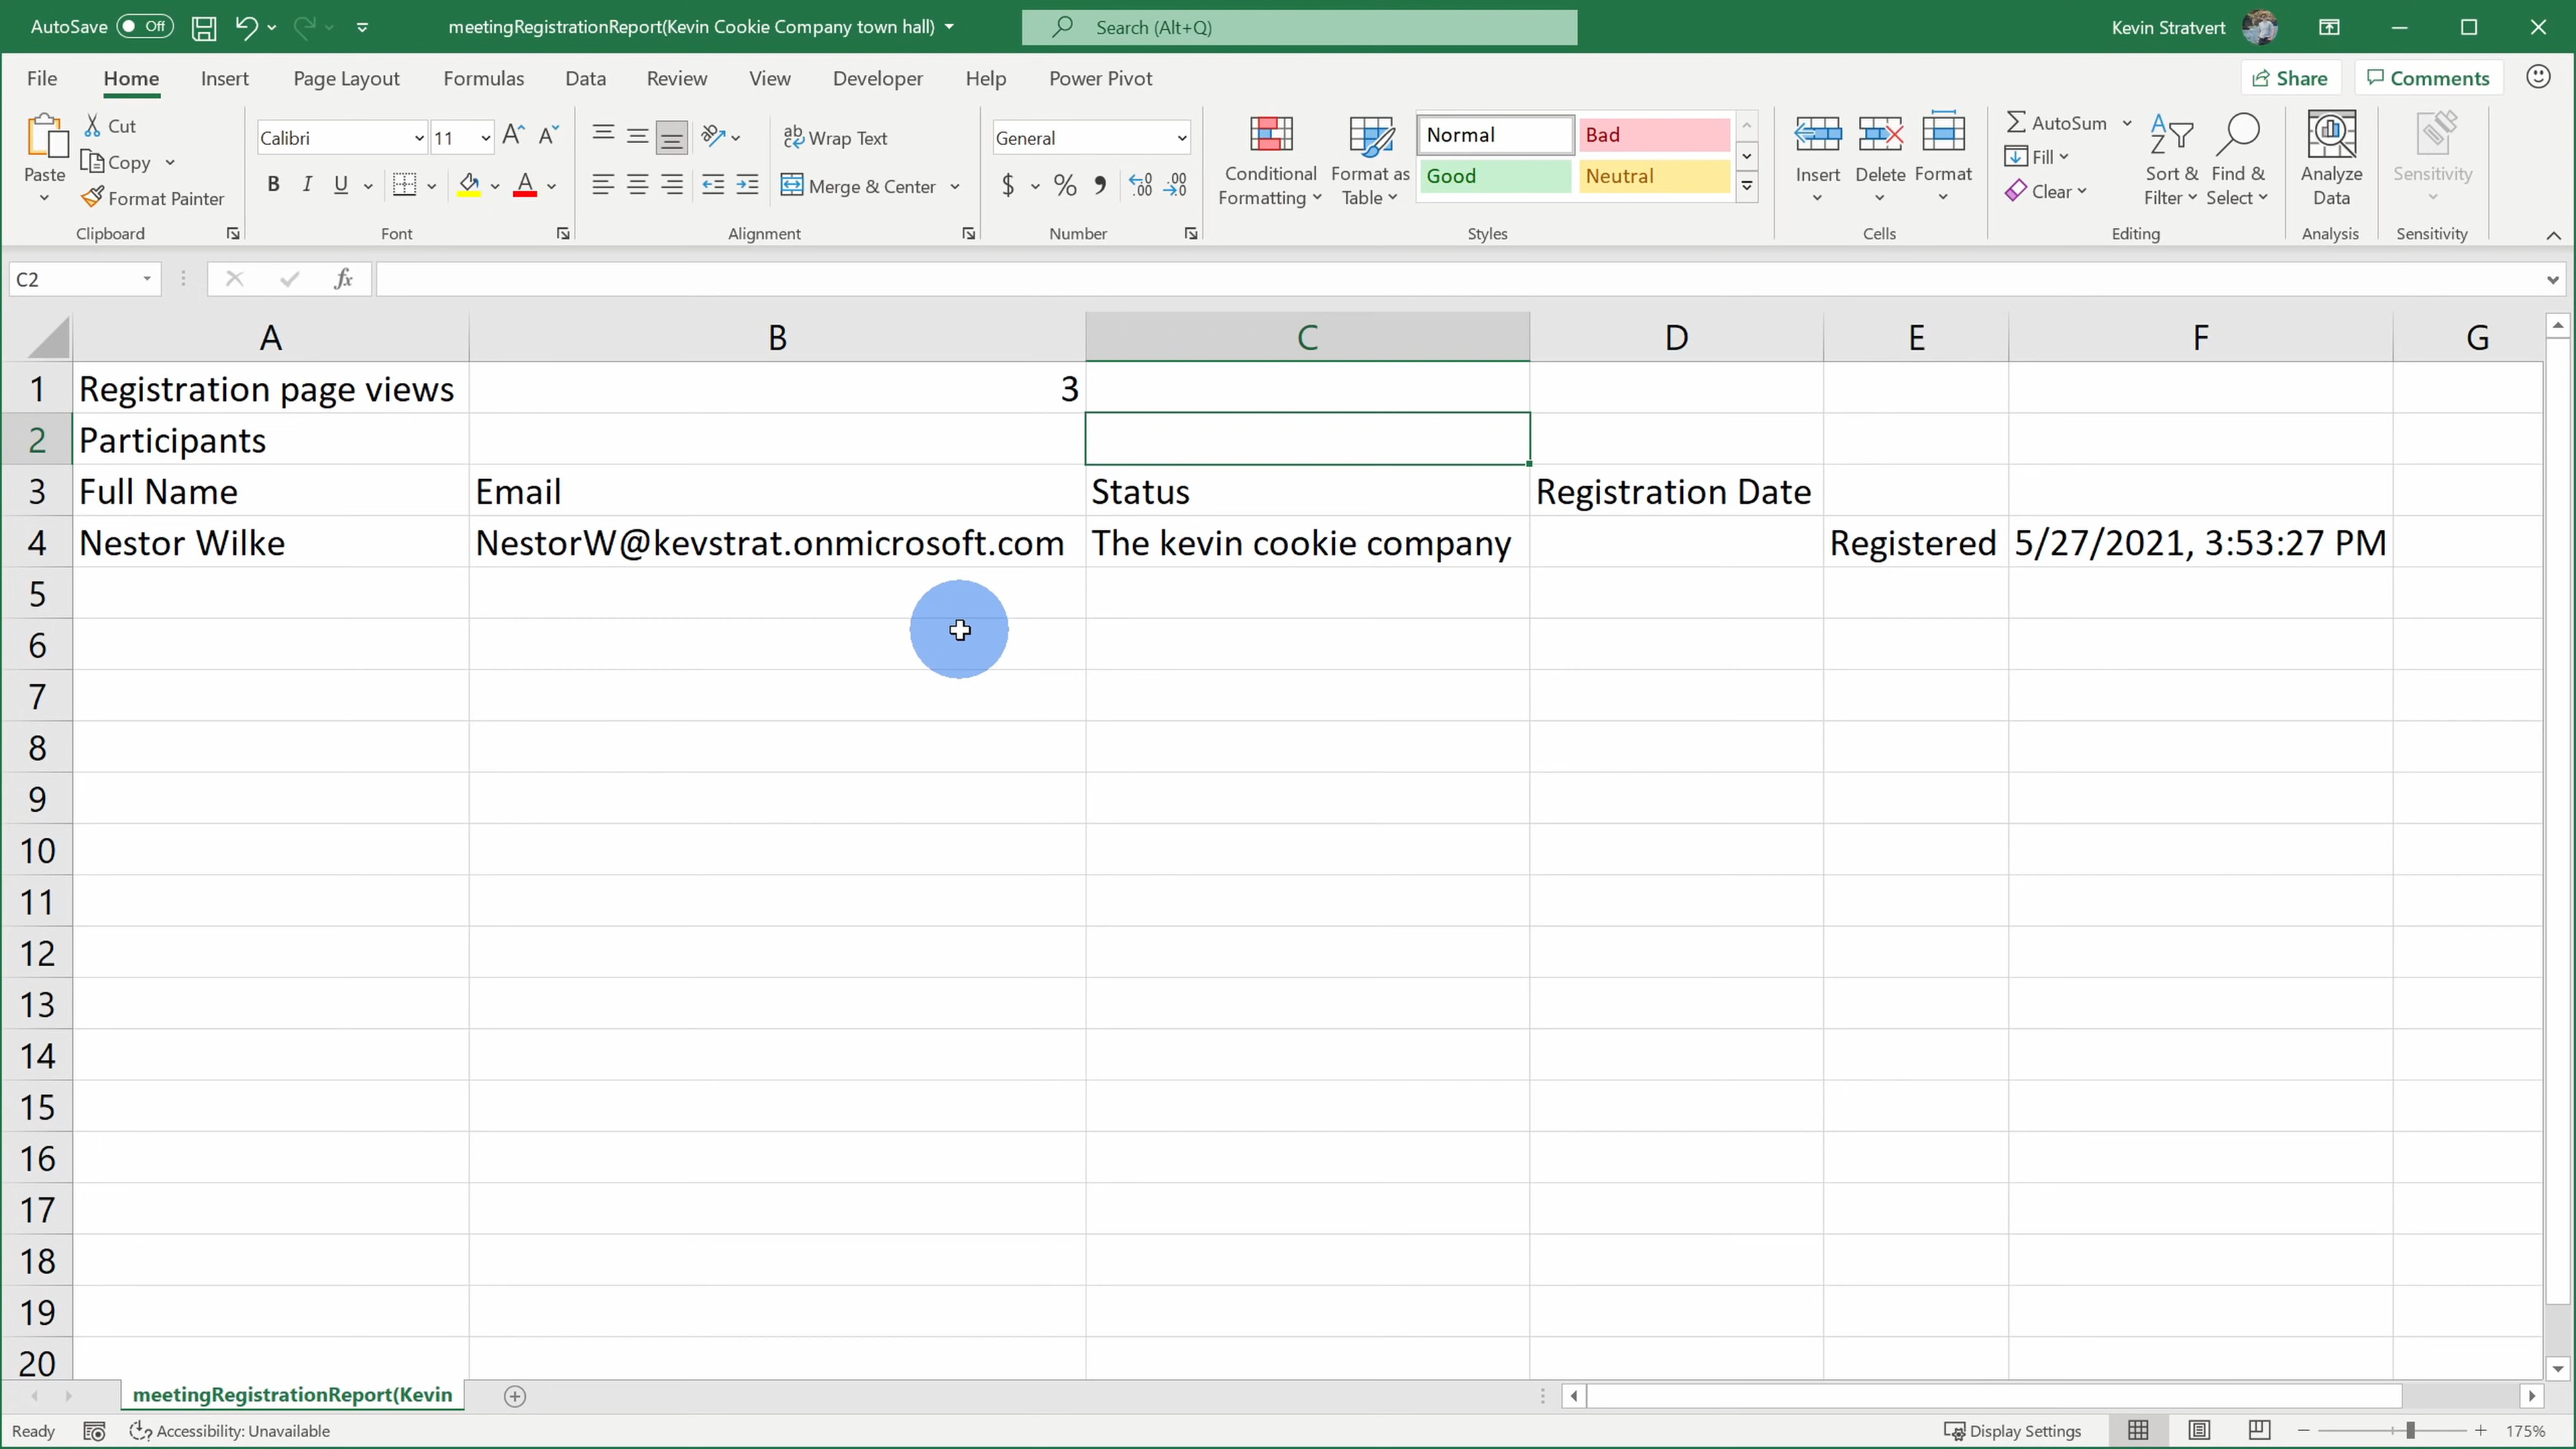 AutoSave Off meetingRegistrationReport(Kevin Cookie Company town hall) Search (Alt+Q) Kevin Stratvert
File Home Insert Page Layout Formulas Data Review View Developer Help Power Pivot Share Comments
Paste Cut Copy Format Painter
Clipboard
Calibri 11 A A
B I U A
Font
ab Wrap Text
Merge & Center
Alignment
General
$ % , .00 .00
Number
Conditional Formatting
Format as Table
Normal Bad
Good Neutral
Styles
Insert Delete Format
Cells
AutoSum
Fill
Clear
Sort & Filter
Find & Select
Editing
Analyze Data
Analysis
Sensitivity
Sensitivity
C2 fx
A B C D E F G
1 Registration page views 3
2 Participants
3 Full Name Email Status Registration Date
4 Nestor Wilke NestorW@kevstrat.onmicrosoft.com The kevin cookie company Registered 5/27/2021, 3:53:27 PM
5
6
7
8
9
10
11
12
13
14
15
16
17
18
19
20
meetingRegistrationReport(Kevin
Ready Accessibility: Unavailable Display Settings 175%